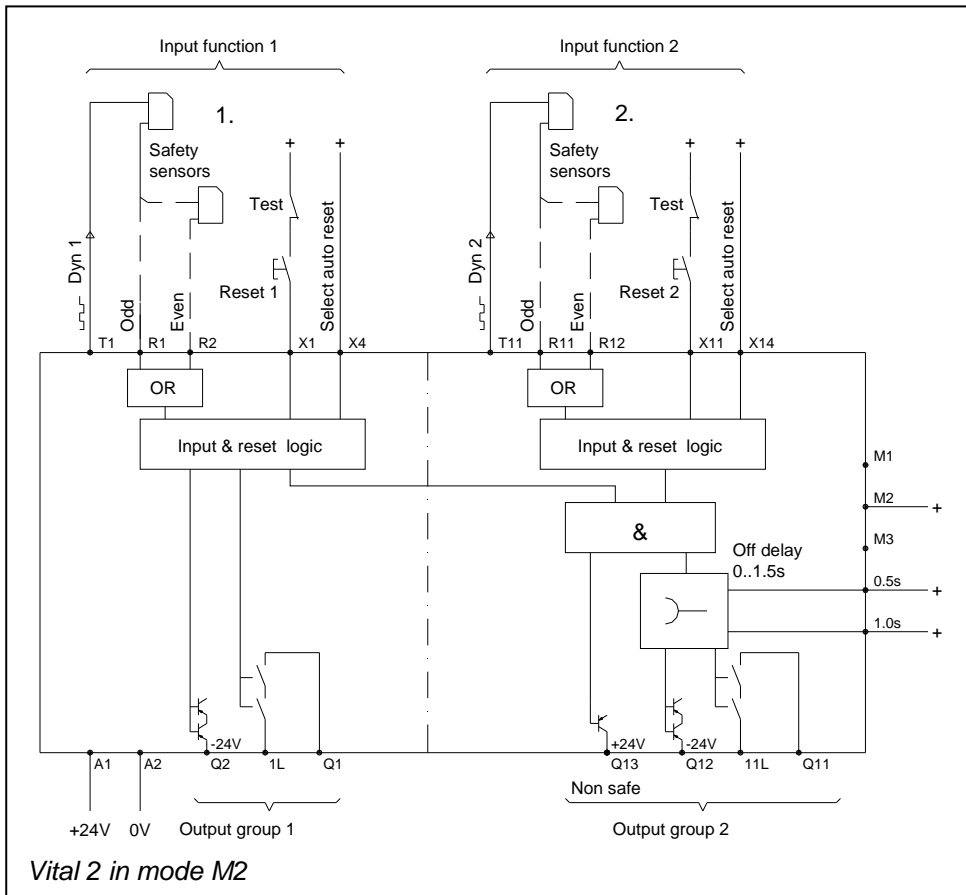 Input function 1
Input function 2
1.
2.
Safety
sensors
Safety
sensors
+
+
+
+
Test
Test
Dyn 1
Odd
Even
Reset 1
Select auto reset
Dyn 2
Odd
Even
Reset 2
Select auto reset
T1
R1
R2
X1
X4
T11
R11
R12
X11
X14
OR
OR
Input & reset logic
Input & reset logic
M1
M2
+
&
M3
Off delay
0..1.5s
0.5s
+
1.0s
+
-24V
+24V
-24V
A1
A2
Q2
1L
Q1
Q13
Q12
11L
Q11
Non safe
+24V
0V
Output group 1
Output group 2
Vital 2 in mode M2